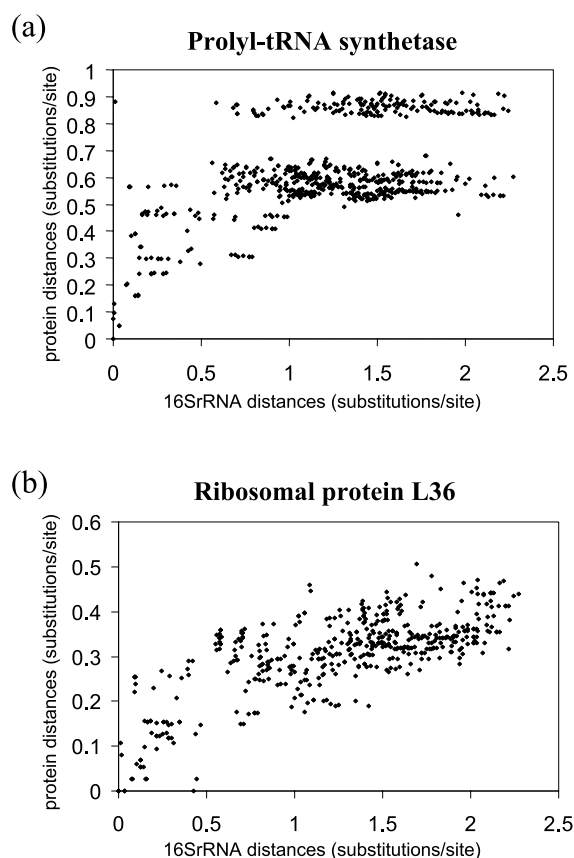 (a)
Prolyl-tRNA synthetase
protein distances (substitutions/site)
1
0.9
0.8
0.7
0.6
0.5
0.4
0.3
0.2
0.1
0
0 0.5 1 1.5 2 2.5
16SrRNA distances (substitutions/site)
(b)
Ribosomal protein L36
protein distances (substitutions/site)
0.6
0.5
0.4
0.3
0.2
0.1
0
0 0.5 1 1.5 2 2.5
16SrRNA distances (substitutions/site)